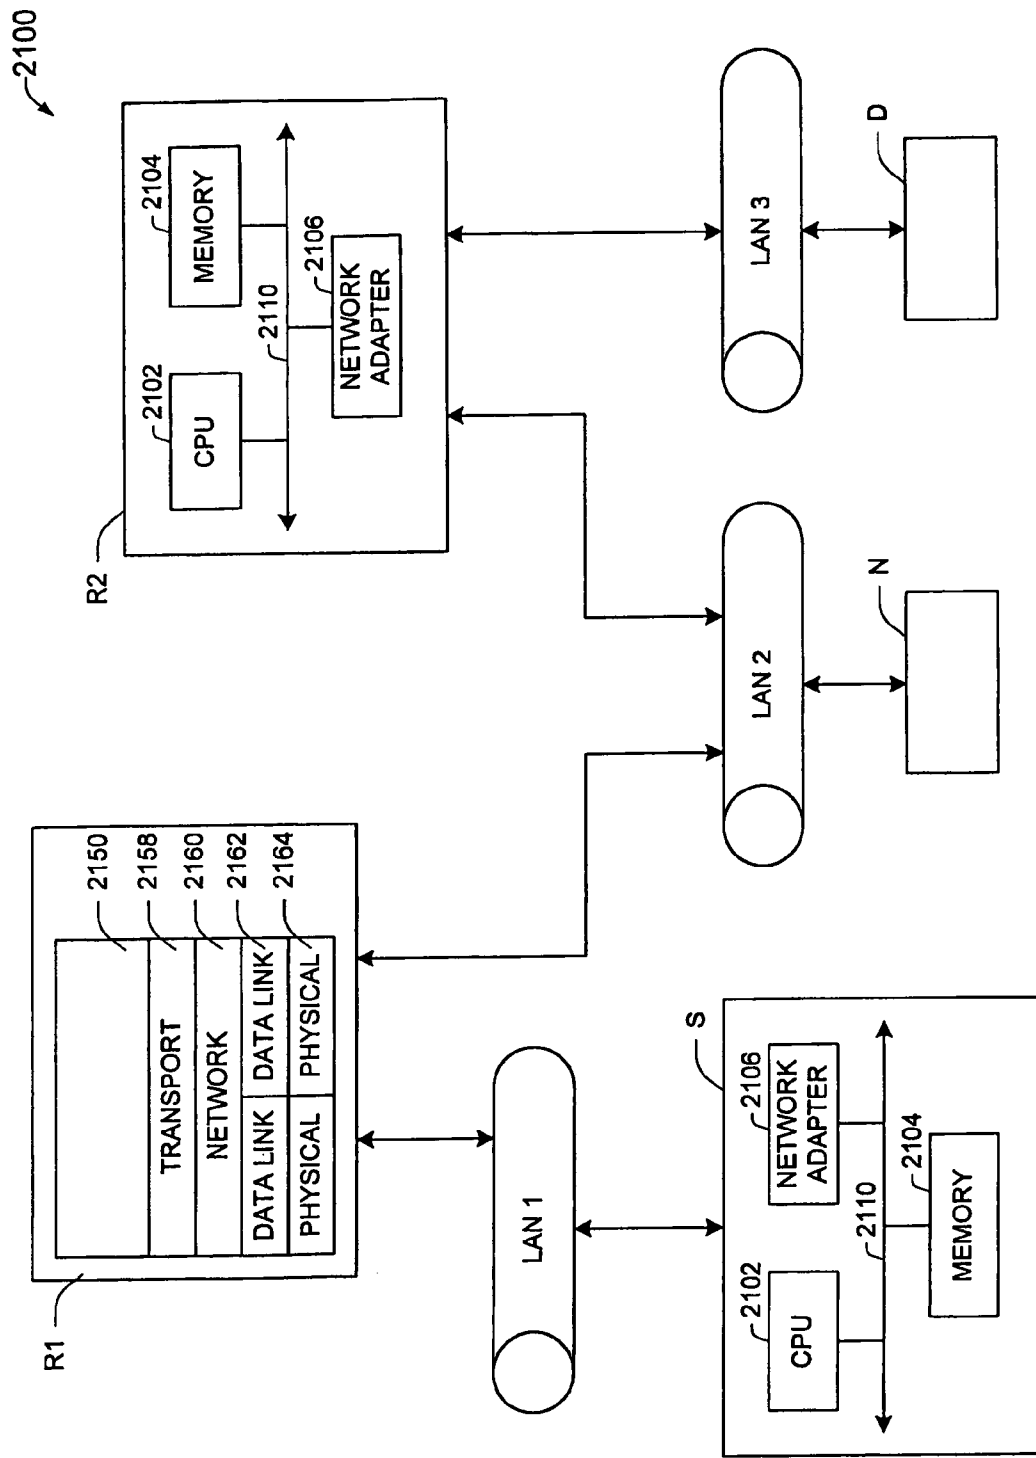 2100
R1
2150
TRANSPORT
2158
NETWORK
2160
DATA LINK
DATA LINK
2162
PHYSICAL
PHYSICAL
2164
R2
2102
CPU
2104
MEMORY
2110
2106
NETWORK
ADAPTER
LAN 1
LAN 2
LAN 3
S
2102
CPU
2106
NETWORK
ADAPTER
2110
2104
MEMORY
N
D